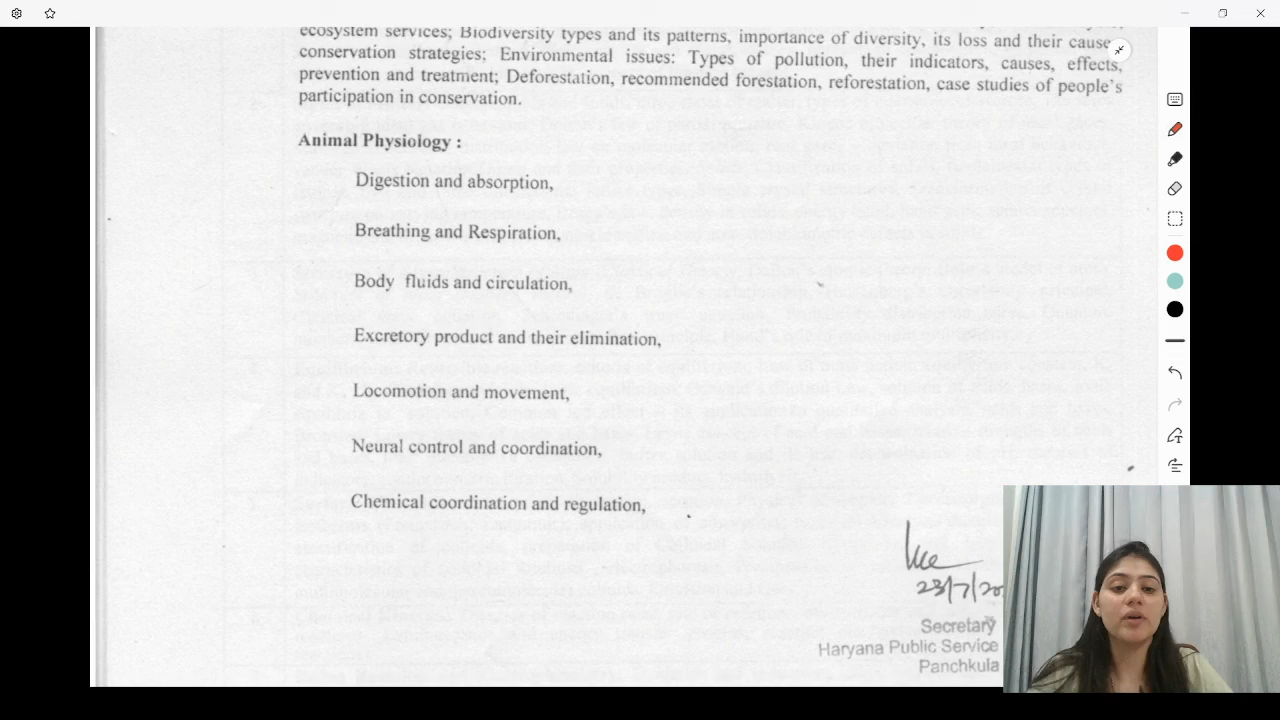 ecosystem services; Biodiversity types and its patterns, importance of diversity, its loss and their cause
conservation strategies; Environmental issues: Types of pollution, their indicators, causes, effects,
prevention and treatment; Deforestation, recommended forestation, reforestation, case studies of people's
participation in conservation.
Animal Physiology :
Digestion and absorption,
Breathing and Respiration,
Body fluids and circulation,
Excretory product and their elimination,
Locomotion and movement,
Neural control and coordination,
Chemical coordination and regulation,
23/7/20
Secretary
Haryana Public Service
Panchkula